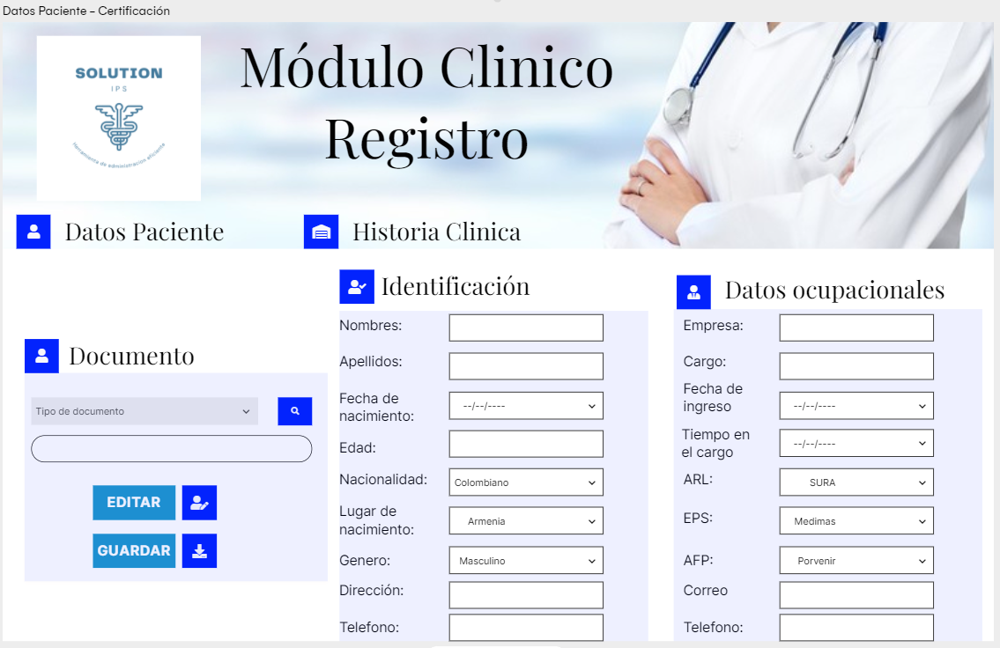 Datos Paciente – Certificación
SOLUTION
IPS
Herramienta de administración eficiente
Módulo Clinico
Registro
Datos Paciente
Historia Clinica
Documento
Tipo de documento
EDITAR
GUARDAR
Identificación
Nombres:
Apellidos:
Fecha de
nacimiento:
--/--/----
Edad:
Nacionalidad:
Colombiano
Lugar de
nacimiento:
Armenia
Genero:
Masculino
Dirección:
Telefono:
Datos ocupacionales
Empresa:
Cargo:
Fecha de
ingreso
--/--/----
Tiempo en
el cargo
--/--/----
ARL:
SURA
EPS:
Medimas
AFP:
Porvenir
Correo
Telefono: